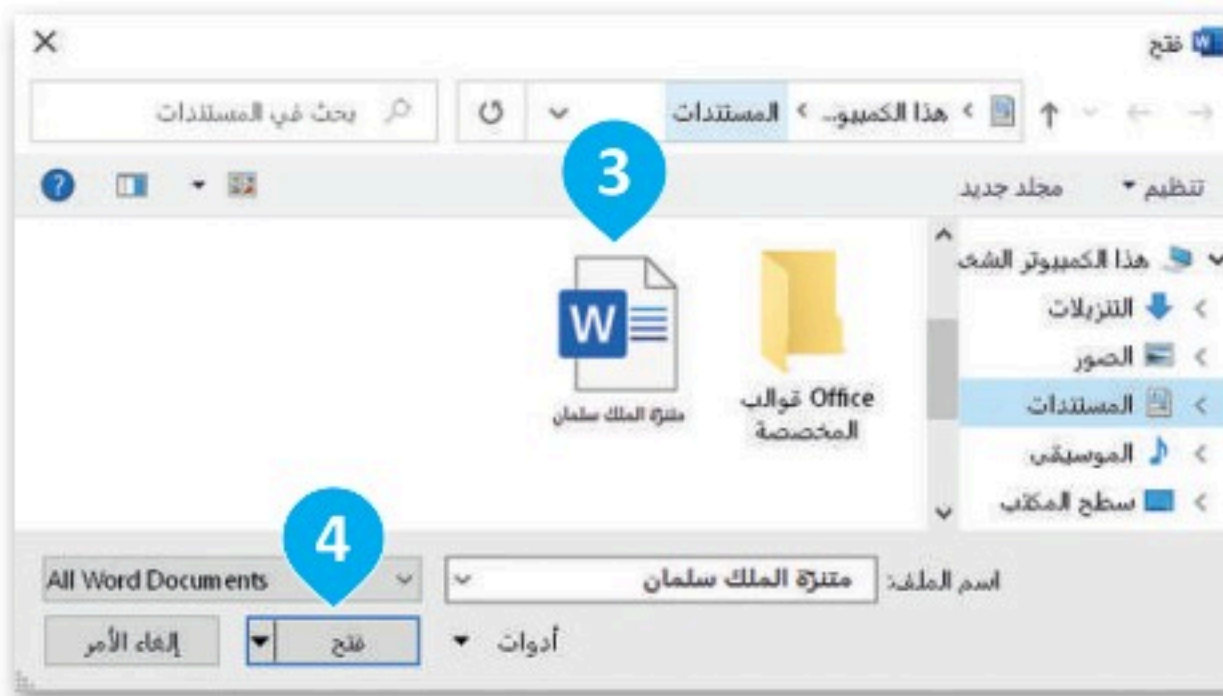 فتح
هذا الكمبيو... المستندات
بحث في المستندات
3
تنظيم
مجلد جديد
?
هذا الكمبيوتر الشخ
التنزيلات
الصور
المستندات
الموسيقى
سطح المكتب
Office قوالب
المخصصة
W
متنزة الملك سلمان
4
اسم الملف: متنزة الملك سلمان
All Word Documents
أدوات
فتح
إلغاء الأمر